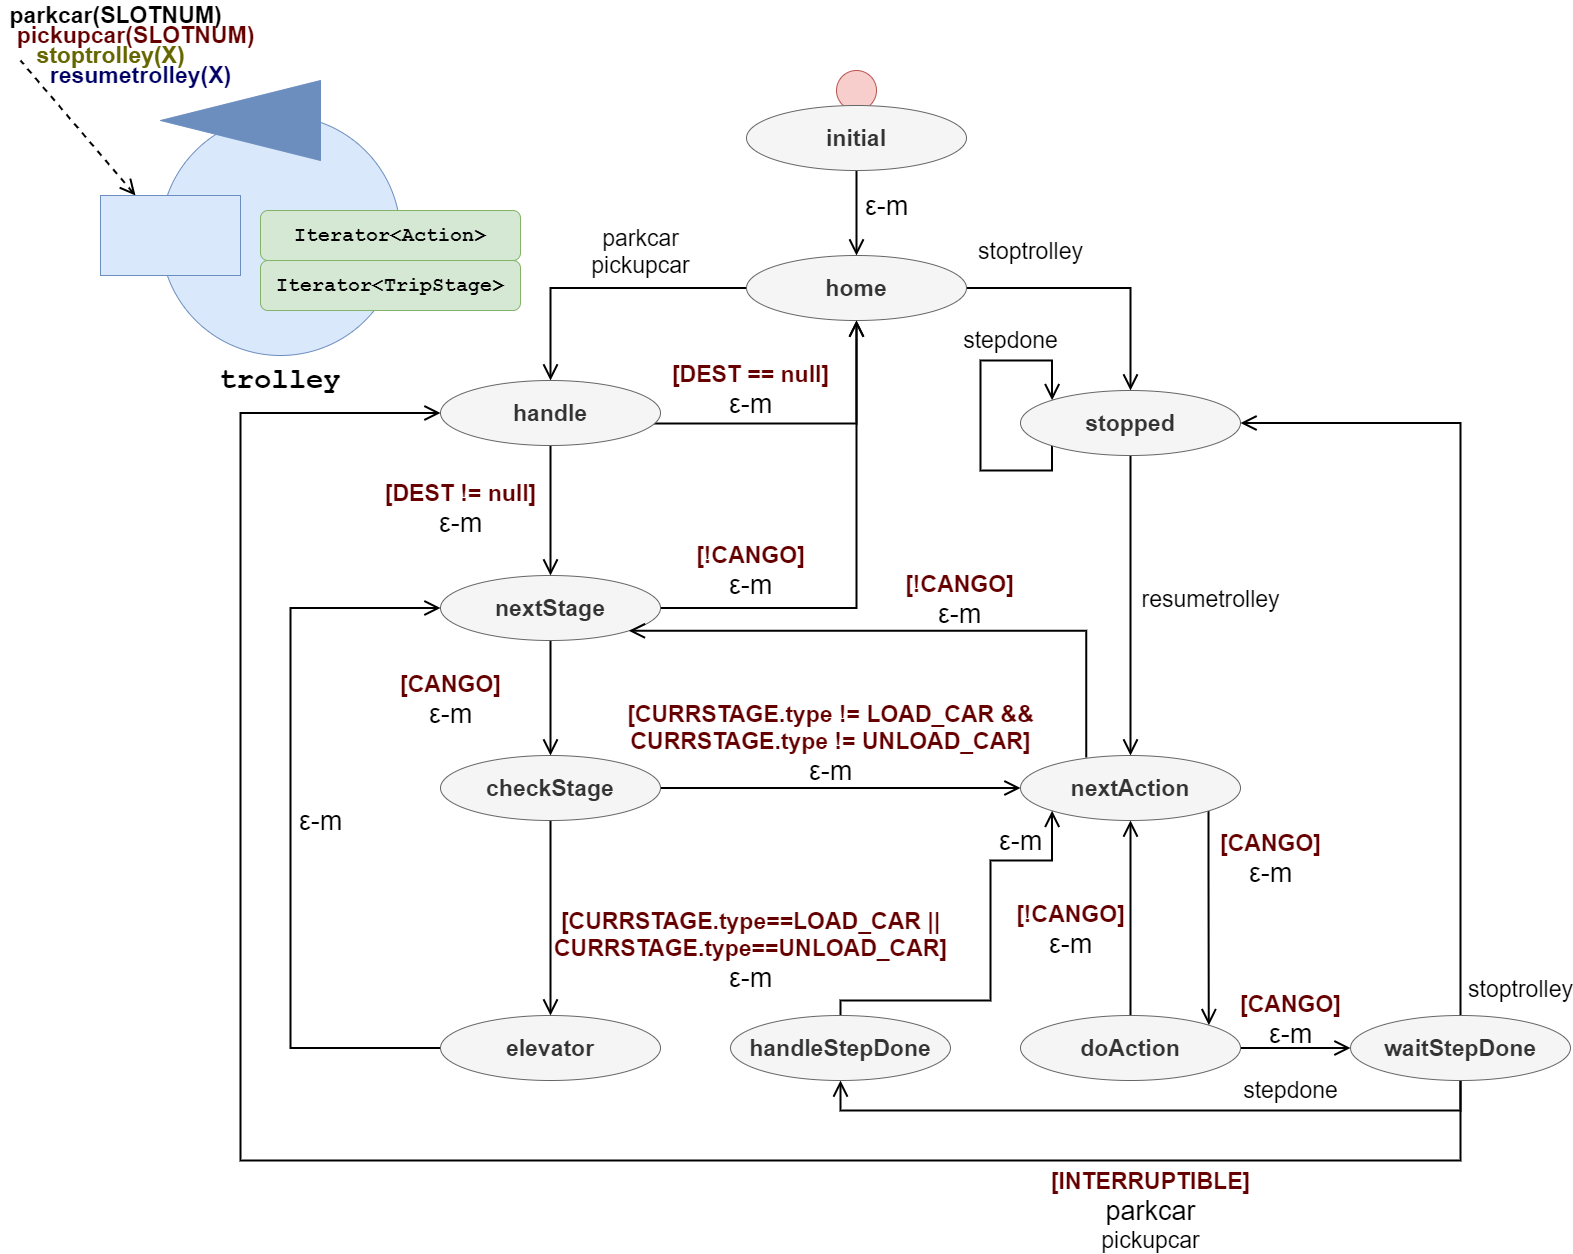 parkcar(SLOTNUM)
pickupcar(SLOTNUM)
stoptrolley(X)
resumetrolley(X)
Iterator<Action>
Iterator<TripStage>
trolley
initial
ε-m
parkcar
pickupcar
home
stoptrolley
stepdone
[DEST == null]
ε-m
handle
stopped
[DEST != null]
ε-m
[!CANGO]
ε-m
[!CANGO]
ε-m
nextStage
resumetrolley
[CANGO]
ε-m
[CURRSTAGE.type != LOAD_CAR &&
CURRSTAGE.type != UNLOAD_CAR]
ε-m
checkStage
nextAction
ε-m
ε-m
[CANGO]
ε-m
[CURRSTAGE.type==LOAD_CAR ||
CURRSTAGE.type==UNLOAD_CAR]
ε-m
[!CANGO]
ε-m
stoptrolley
[CANGO]
ε-m
elevator
handleStepDone
doAction
waitStepDone
stepdone
[INTERRUPTIBLE]
parkcar
pickupcar